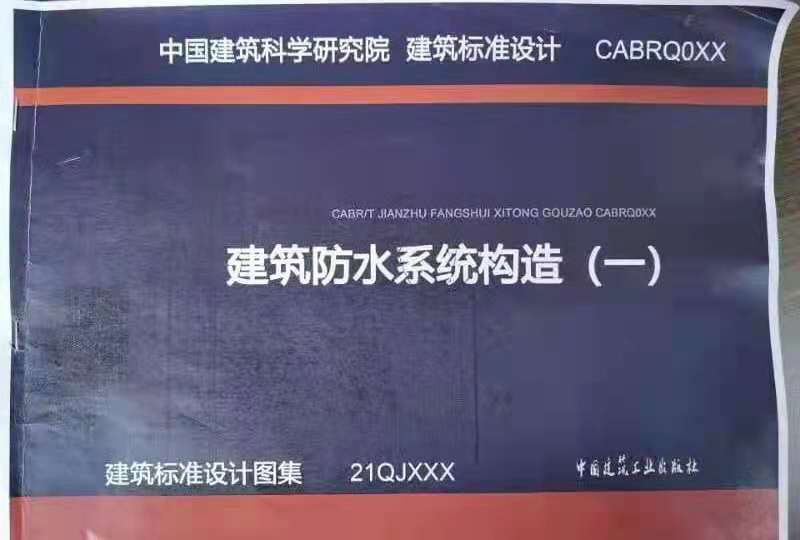 中国建筑科学研究院 建筑标准设计 CABRQ0XX
CABR/T JIANZHU FANGSHUI XITONG GOUZAO CABRQ0XX
建筑防水系统构造（一）
建筑标准设计图集 21QJXXX 中国建筑工业出版社